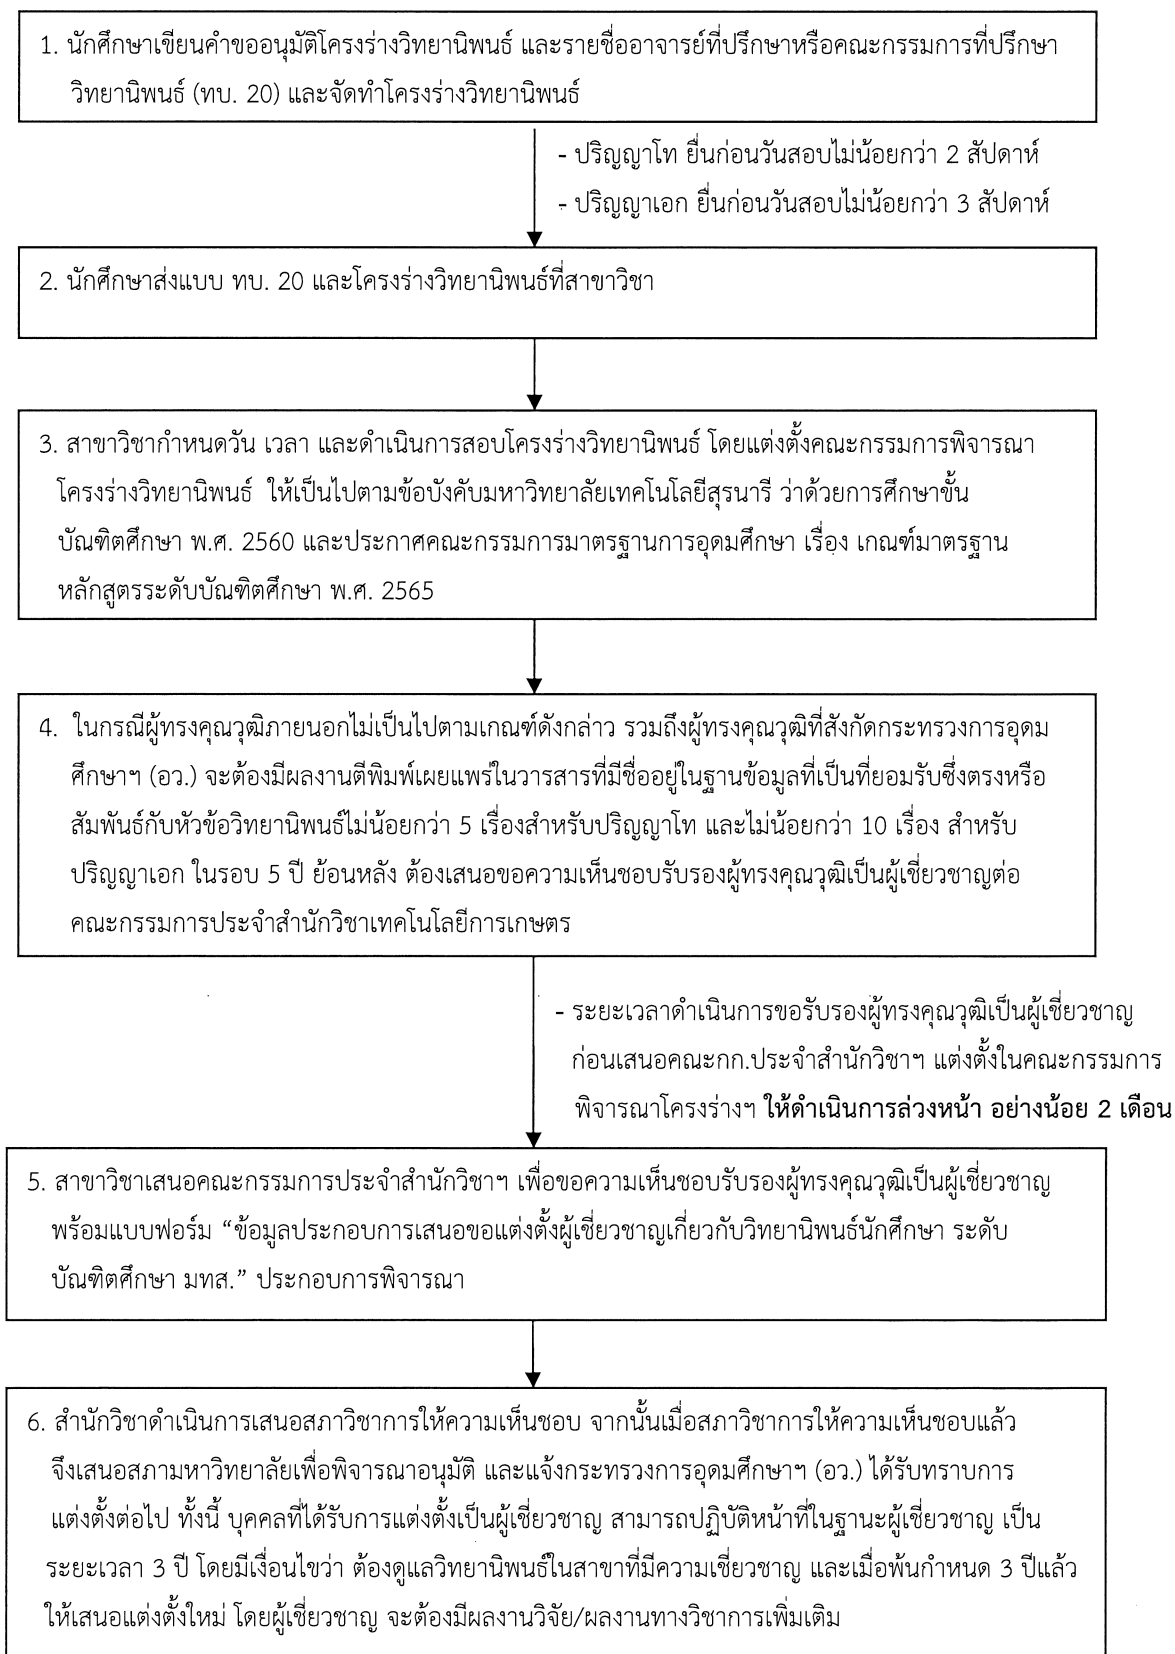 1. นักศึกษาเขียนคำขออนุมัติโครงร่างวิทยานิพนธ์ และรายชื่ออาจารย์ที่ปรึกษาหรือคณะกรรมการที่ปรึกษา
วิทยานิพนธ์ (ทบ. 20) และจัดทำโครงร่างวิทยานิพนธ์
- ปริญญาโท ยื่นก่อนวันสอบไม่น้อยกว่า 2 สัปดาห์
- ปริญญาเอก ยื่นก่อนวันสอบไม่น้อยกว่า 3 สัปดาห์
2. นักศึกษาส่งแบบ ทบ. 20 และโครงร่างวิทยานิพนธ์ที่สาขาวิชา
3. สาขาวิชากำหนดวัน เวลา และดำเนินการสอบโครงร่างวิทยานิพนธ์ โดยแต่งตั้งคณะกรรมการพิจารณา
โครงร่างวิทยานิพนธ์ ให้เป็นไปตามข้อบังคับมหาวิทยาลัยเทคโนโลยีสุรนารี ว่าด้วยการศึกษาขั้น
บัณฑิตศึกษา พ.ศ. 2560 และประกาศคณะกรรมการมาตรฐานการอุดมศึกษา เรื่อง เกณฑ์มาตรฐาน
หลักสูตรระดับบัณฑิตศึกษา พ.ศ. 2565
4. ในกรณีผู้ทรงคุณวุฒิภายนอกไม่เป็นไปตามเกณฑ์ดังกล่าว รวมถึงผู้ทรงคุณวุฒิที่สังกัดกระทรวงการอุดม
ศึกษาฯ (อว.) จะต้องมีผลงานตีพิมพ์เผยแพร่ในวารสารที่มีชื่ออยู่ในฐานข้อมูลที่เป็นที่ยอมรับซึ่งตรงหรือ
สัมพันธ์กับหัวข้อวิทยานิพนธ์ไม่น้อยกว่า 5 เรื่องสำหรับปริญญาโท และไม่น้อยกว่า 10 เรื่อง สำหรับ
ปริญญาเอก ในรอบ 5 ปี ย้อนหลัง ต้องเสนอขอความเห็นชอบรับรองผู้ทรงคุณวุฒิเป็นผู้เชี่ยวชาญต่อ
คณะกรรมการประจำสำนักวิชาเทคโนโลยีการเกษตร
- ระยะเวลาดำเนินการขอรับรองผู้ทรงคุณวุฒิเป็นผู้เชี่ยวชาญ
ก่อนเสนอคณะกก.ประจำสำนักวิชาฯ แต่งตั้งในคณะกรรมการ
พิจารณาโครงร่างฯ ให้ดำเนินการล่วงหน้า อย่างน้อย 2 เดือน
5. สาขาวิชาเสนอคณะกรรมการประจำสำนักวิชาฯ เพื่อขอความเห็นชอบรับรองผู้ทรงคุณวุฒิเป็นผู้เชี่ยวชาญ
พร้อมแบบฟอร์ม “ข้อมูลประกอบการเสนอขอแต่งตั้งผู้เชี่ยวชาญเกี่ยวกับวิทยานิพนธ์นักศึกษา ระดับ
บัณฑิตศึกษา มทส.” ประกอบการพิจารณา
6. สำนักวิชาดำเนินการเสนอสภาวิชาการให้ความเห็นชอบ จากนั้นเมื่อสภาวิชาการให้ความเห็นชอบแล้ว
จึงเสนอสภามหาวิทยาลัยเพื่อพิจารณาอนุมัติ และแจ้งกระทรวงการอุดมศึกษาฯ (อว.) ได้รับทราบการ
แต่งตั้งต่อไป ทั้งนี้ บุคคลที่ได้รับการแต่งตั้งเป็นผู้เชี่ยวชาญ สามารถปฏิบัติหน้าที่ในฐานะผู้เชี่ยวชาญ เป็น
ระยะเวลา 3 ปี โดยมีเงื่อนไขว่า ต้องดูแลวิทยานิพนธ์ในสาขาที่มีความเชี่ยวชาญ และเมื่อพ้นกำหนด 3 ปีแล้ว
ให้เสนอแต่งตั้งใหม่ โดยผู้เชี่ยวชาญ จะต้องมีผลงานวิจัย/ผลงานทางวิชาการเพิ่มเติม